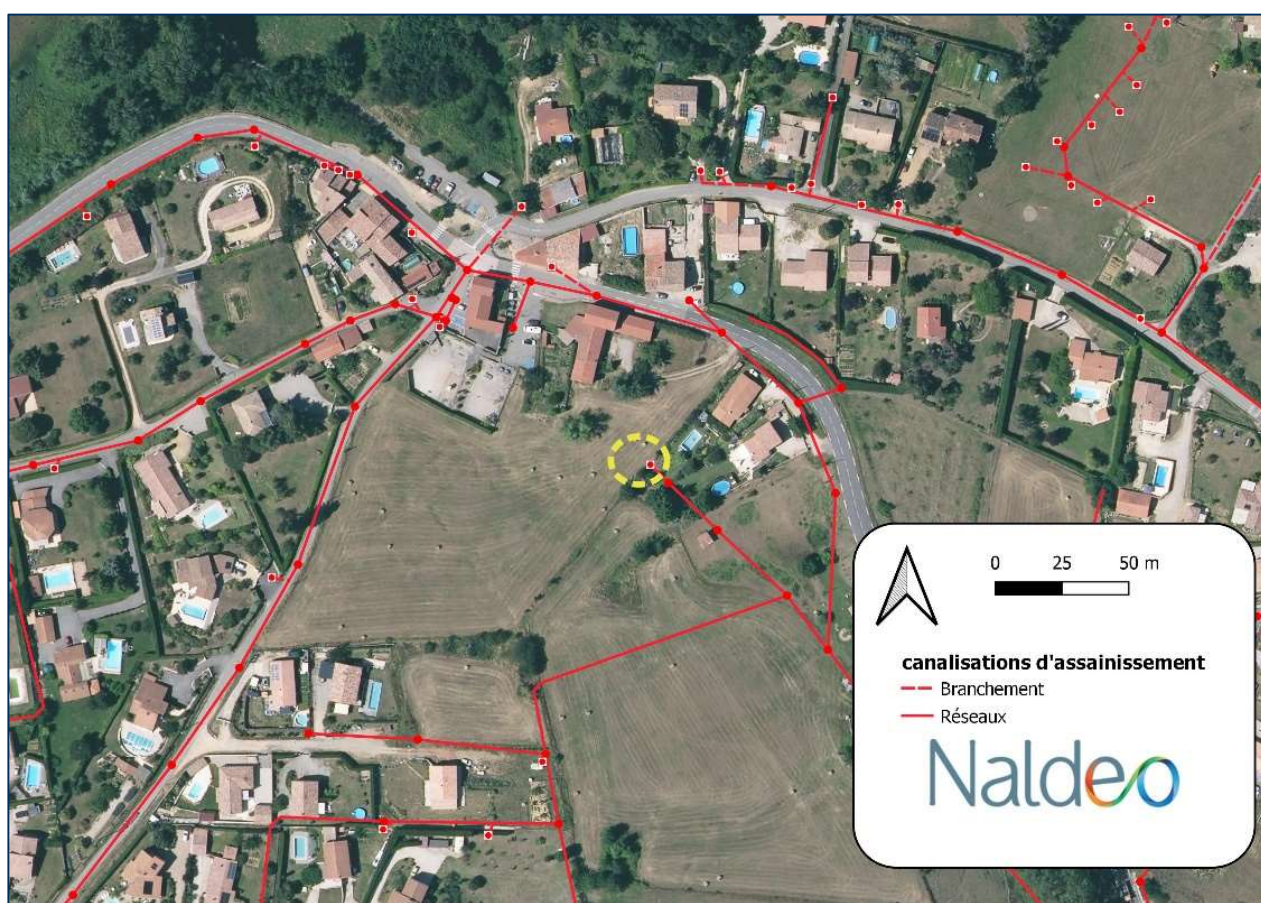 0 25 50 m
canalisations d'assainissement
Branchement
Réseaux
Naldeo